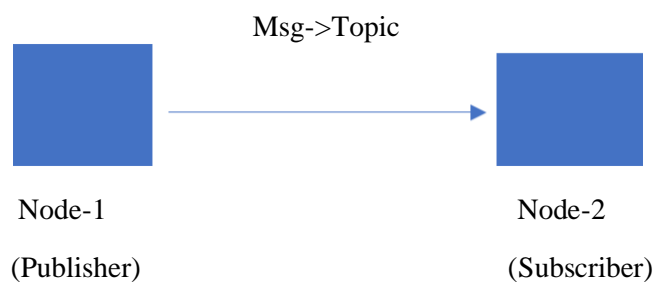 Msg->Topic
Node-1
Node-2
(Publisher)
(Subscriber)